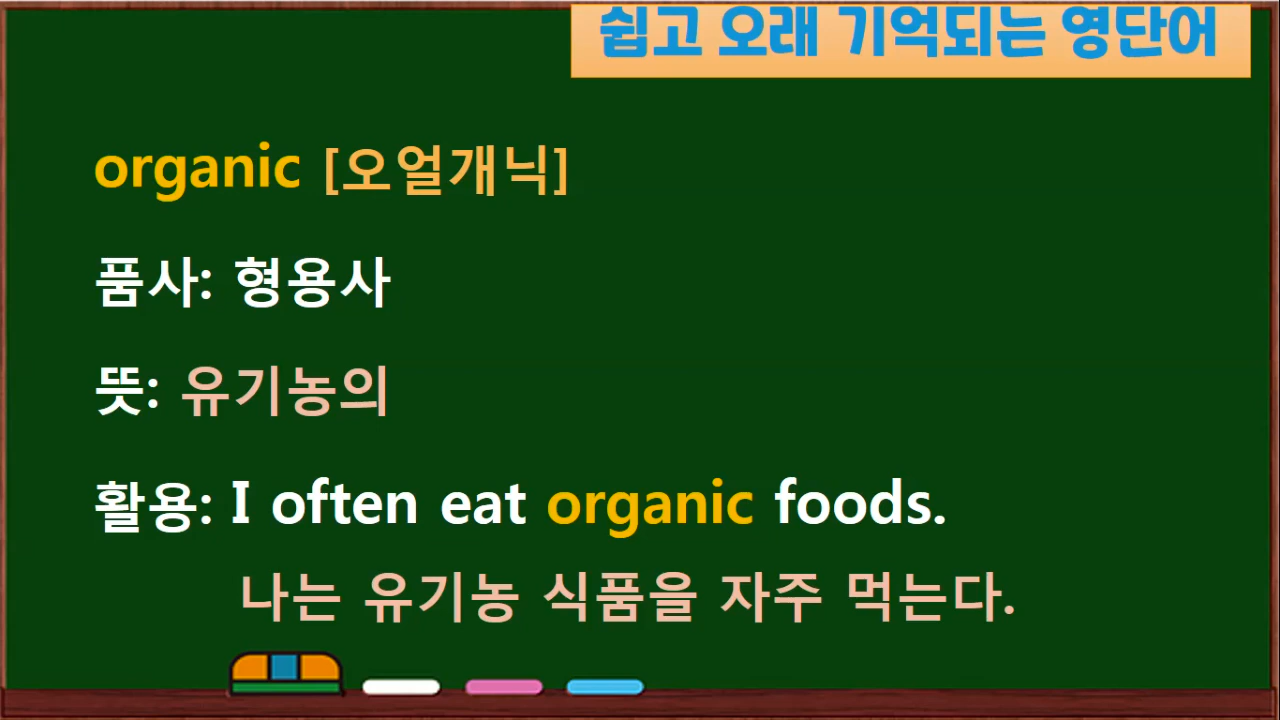 쉽고 오래 기억되는 영단어
organic [오얼개닉]
품사: 형용사
뜻: 유기농의
활용: I often eat organic foods.
나는 유기농 식품을 자주 먹는다.